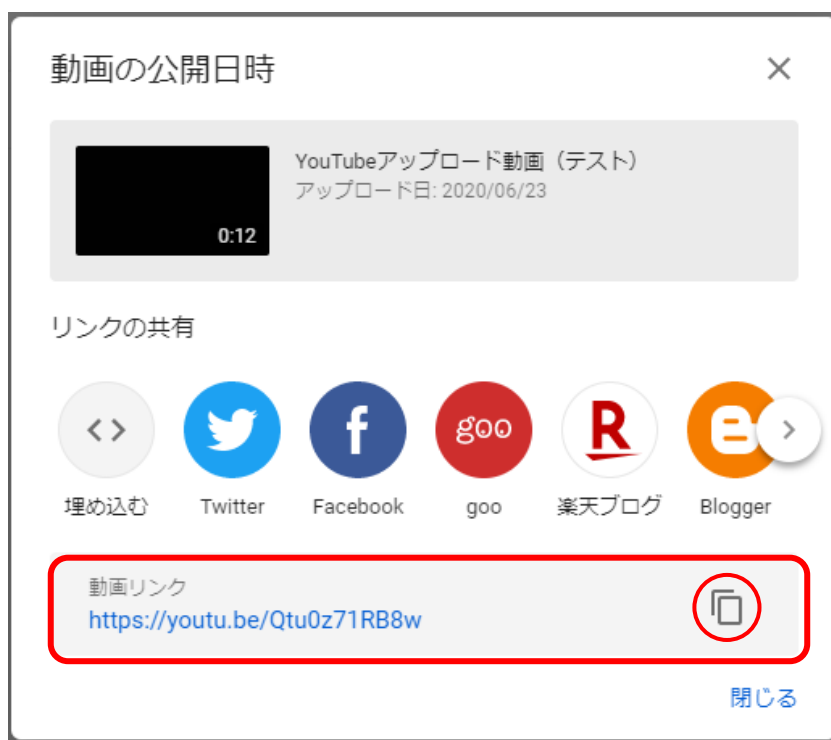 動画の公開日時
YouTubeアップロード動画（テスト）
アップロード日: 2020/06/23
0:12
リンクの共有
goo
R
埋め込む
Twitter
Facebook
goo
楽天ブログ
Blogger
動画リンク
https://youtu.be/Qtu0z71RB8w
閉じる